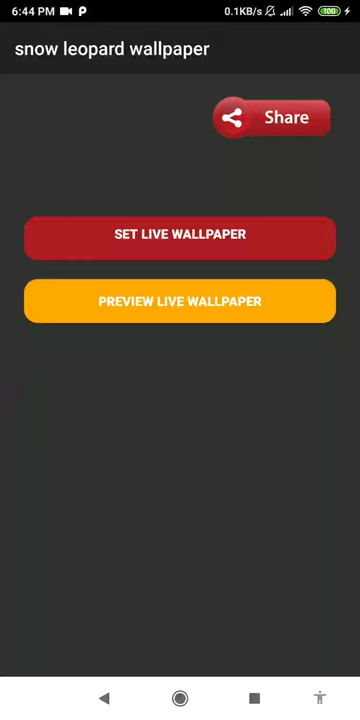 6:44 PM 0.1KB/s 100
snow leopard wallpaper
Share
SET LIVE WALLPAPER
PREVIEW LIVE WALLPAPER